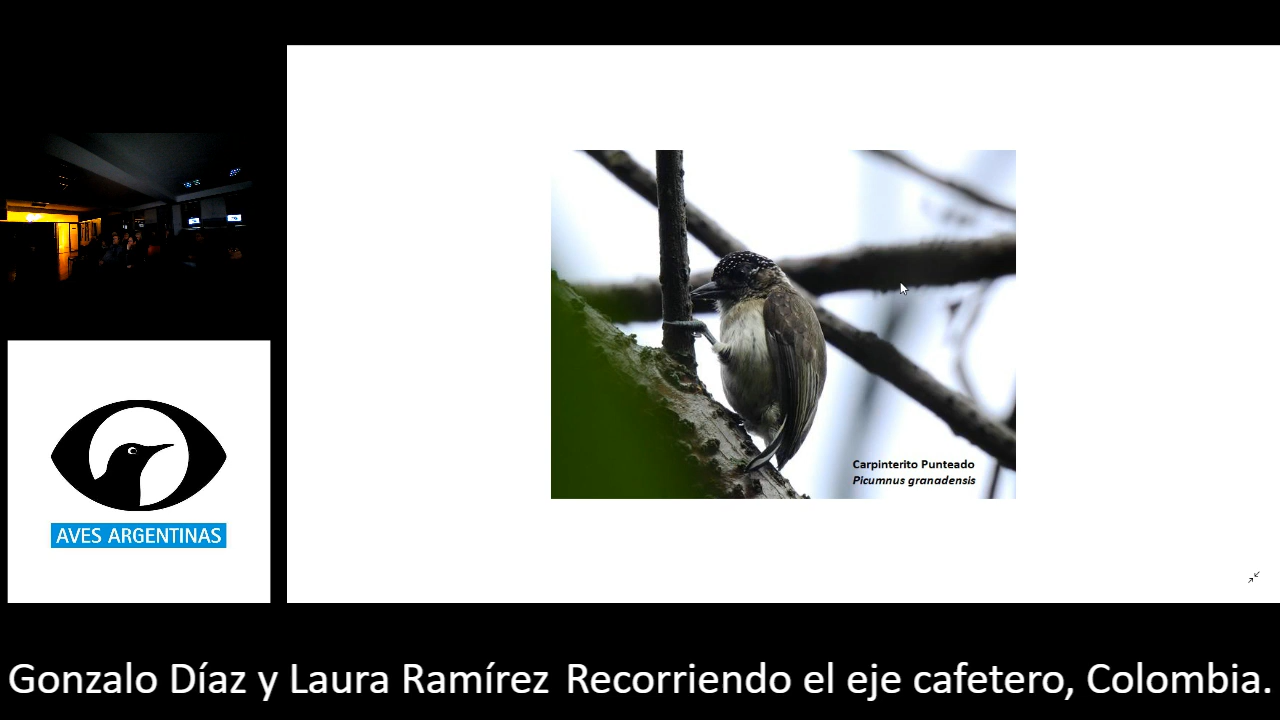 Carpinterito Punteado
Picumnus granadensis
AVES ARGENTINAS
Gonzalo Díaz y Laura Ramírez Recorriendo el eje cafetero, Colombia.